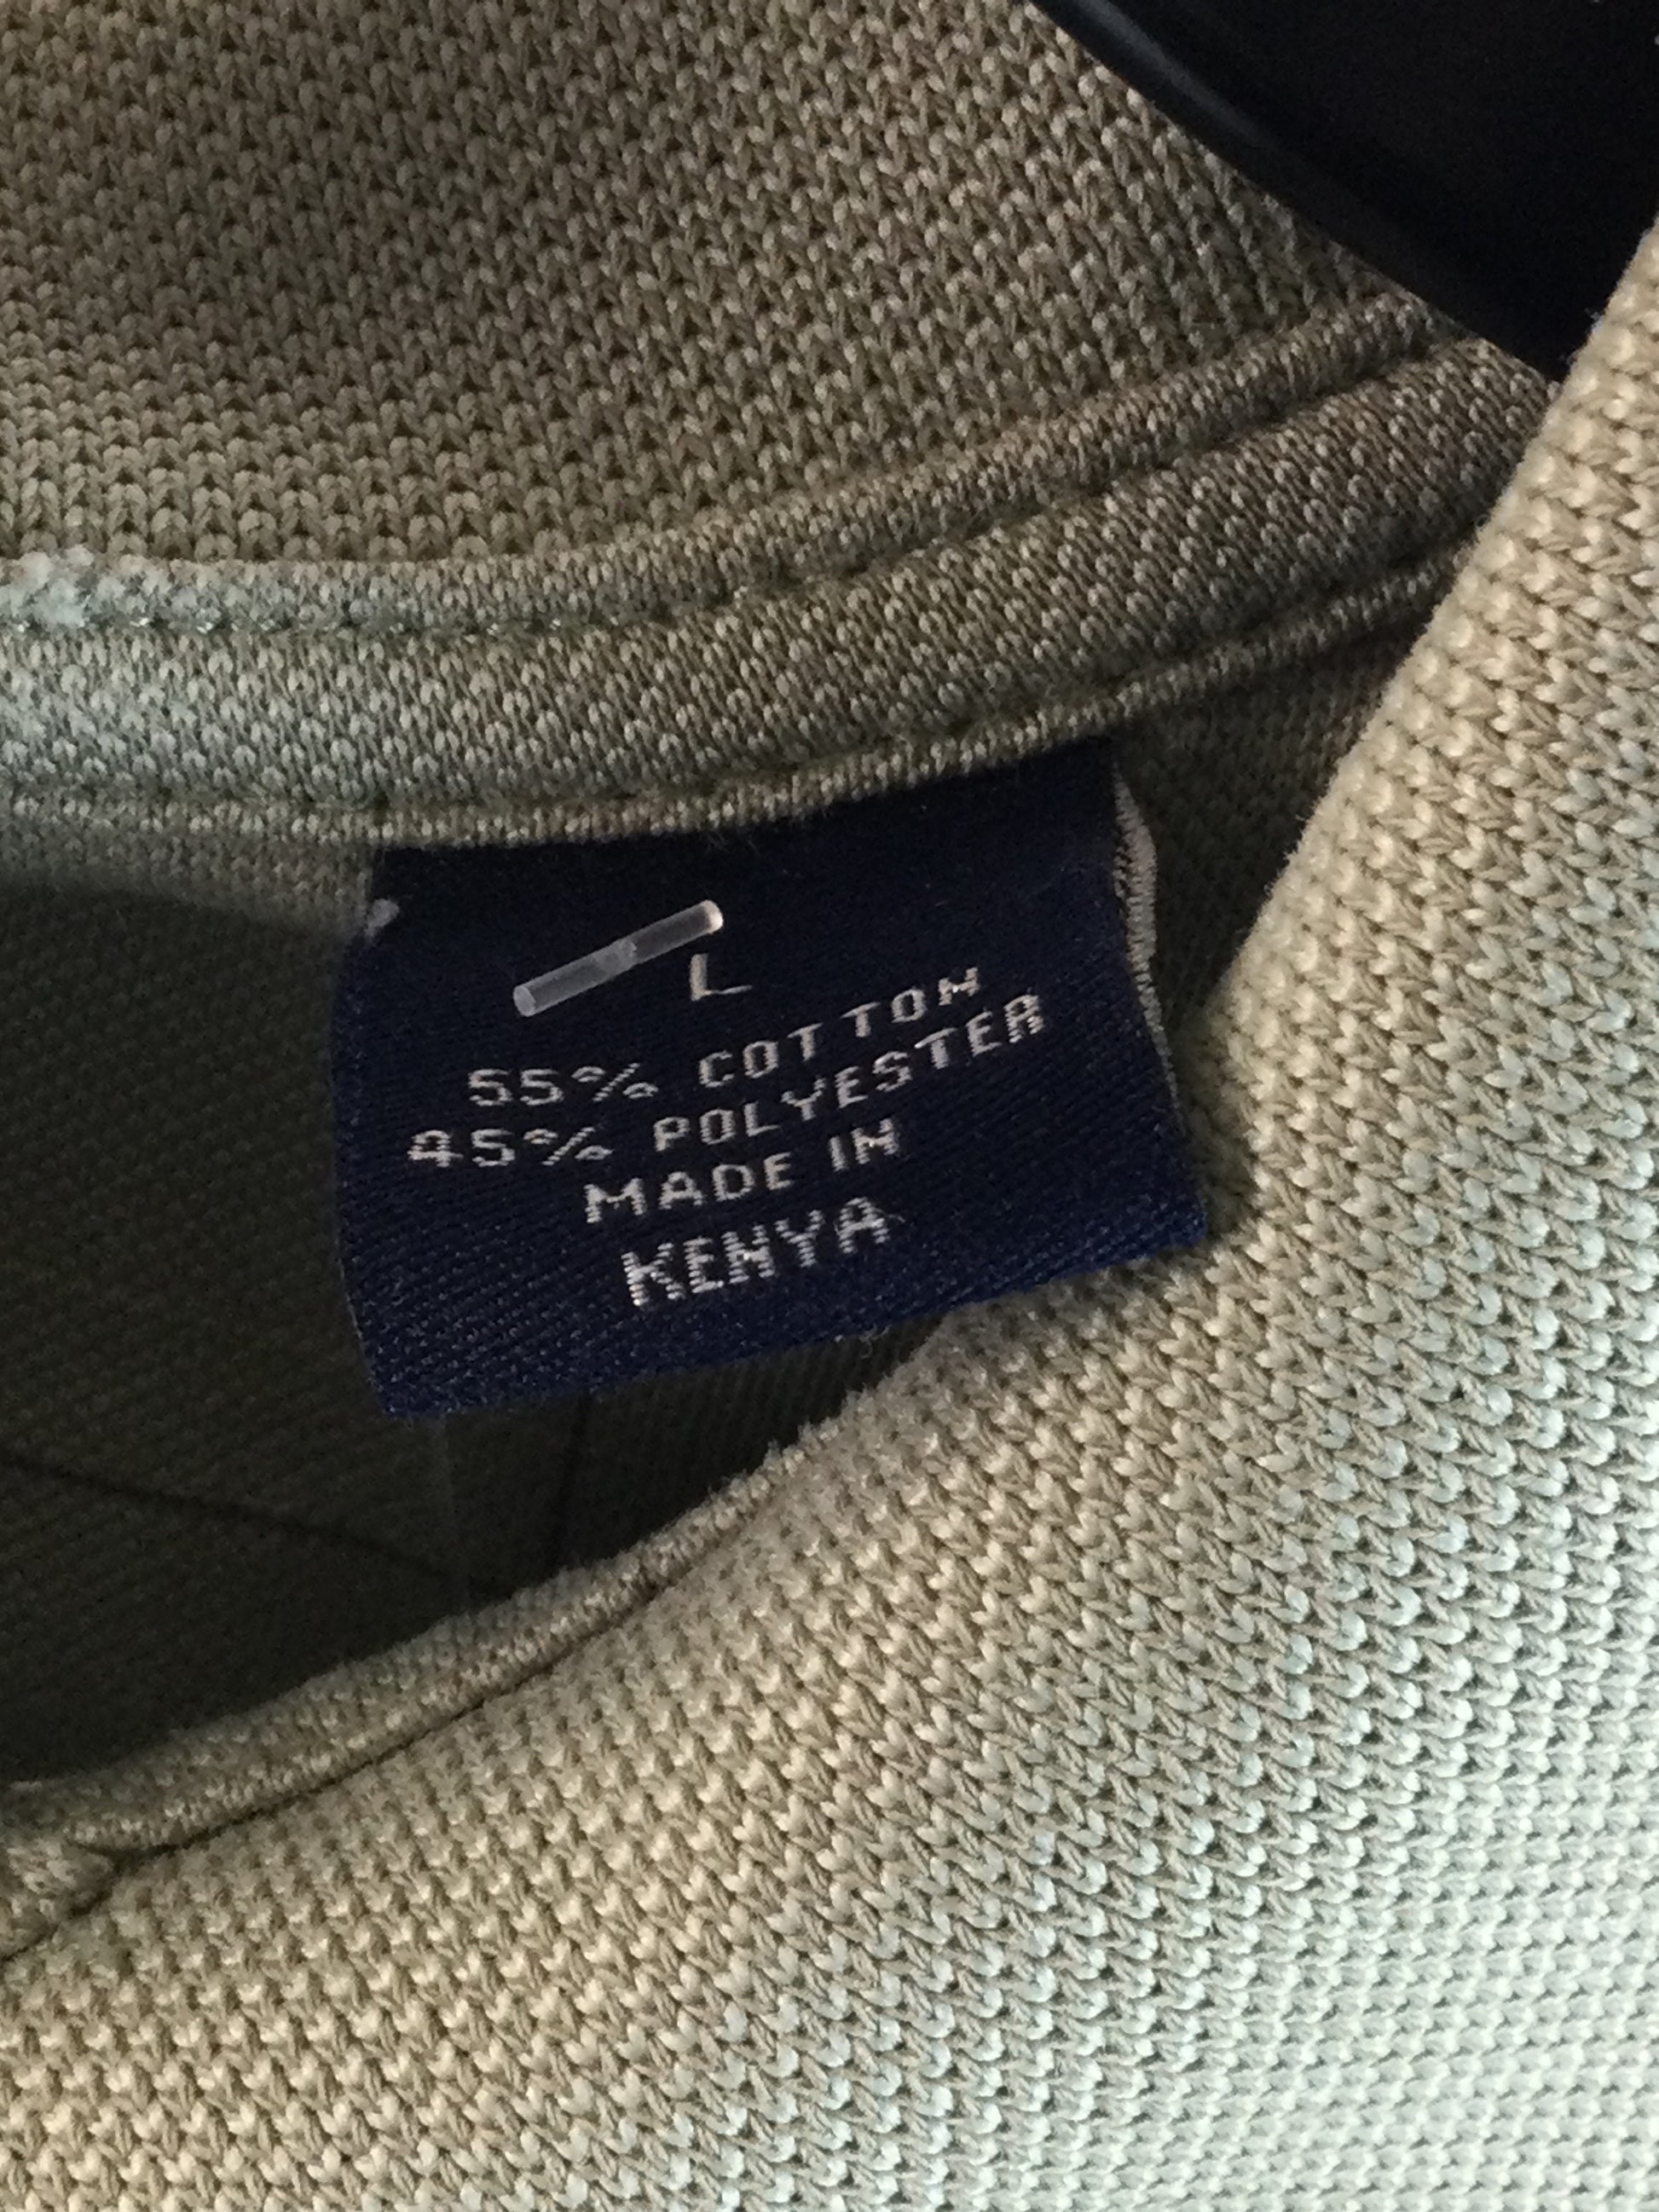 L
55% COTTON
45% POLYESTER
MADE IN
KENYA